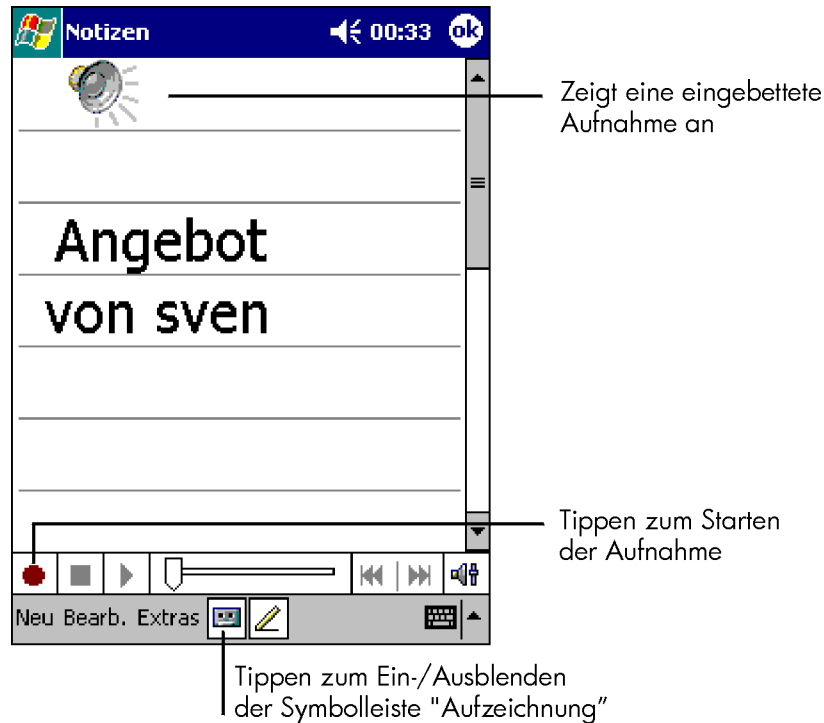 Notizen 00:33 ok
Zeigt eine eingebettete
Aufnahme an
Angebot
von sven
Tippen zum Starten
der Aufnahme
Neu Bearb. Extras
Tippen zum Ein-/Ausblenden
der Symbolleiste "Aufzeichnung”